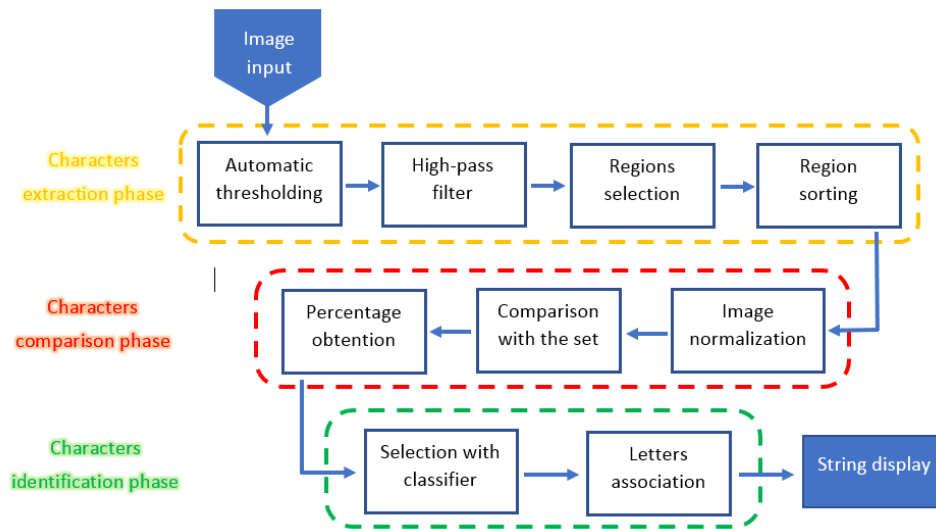 Image
input
Characters
extraction phase
Automatic
thresholding
High-pass
filter
Regions
selection
Region
sorting
Characters
comparison phase
Percentage
obtention
Comparison
with the set
Image
normalization
Characters
identification phase
Selection with
classifier
Letters
association
String display